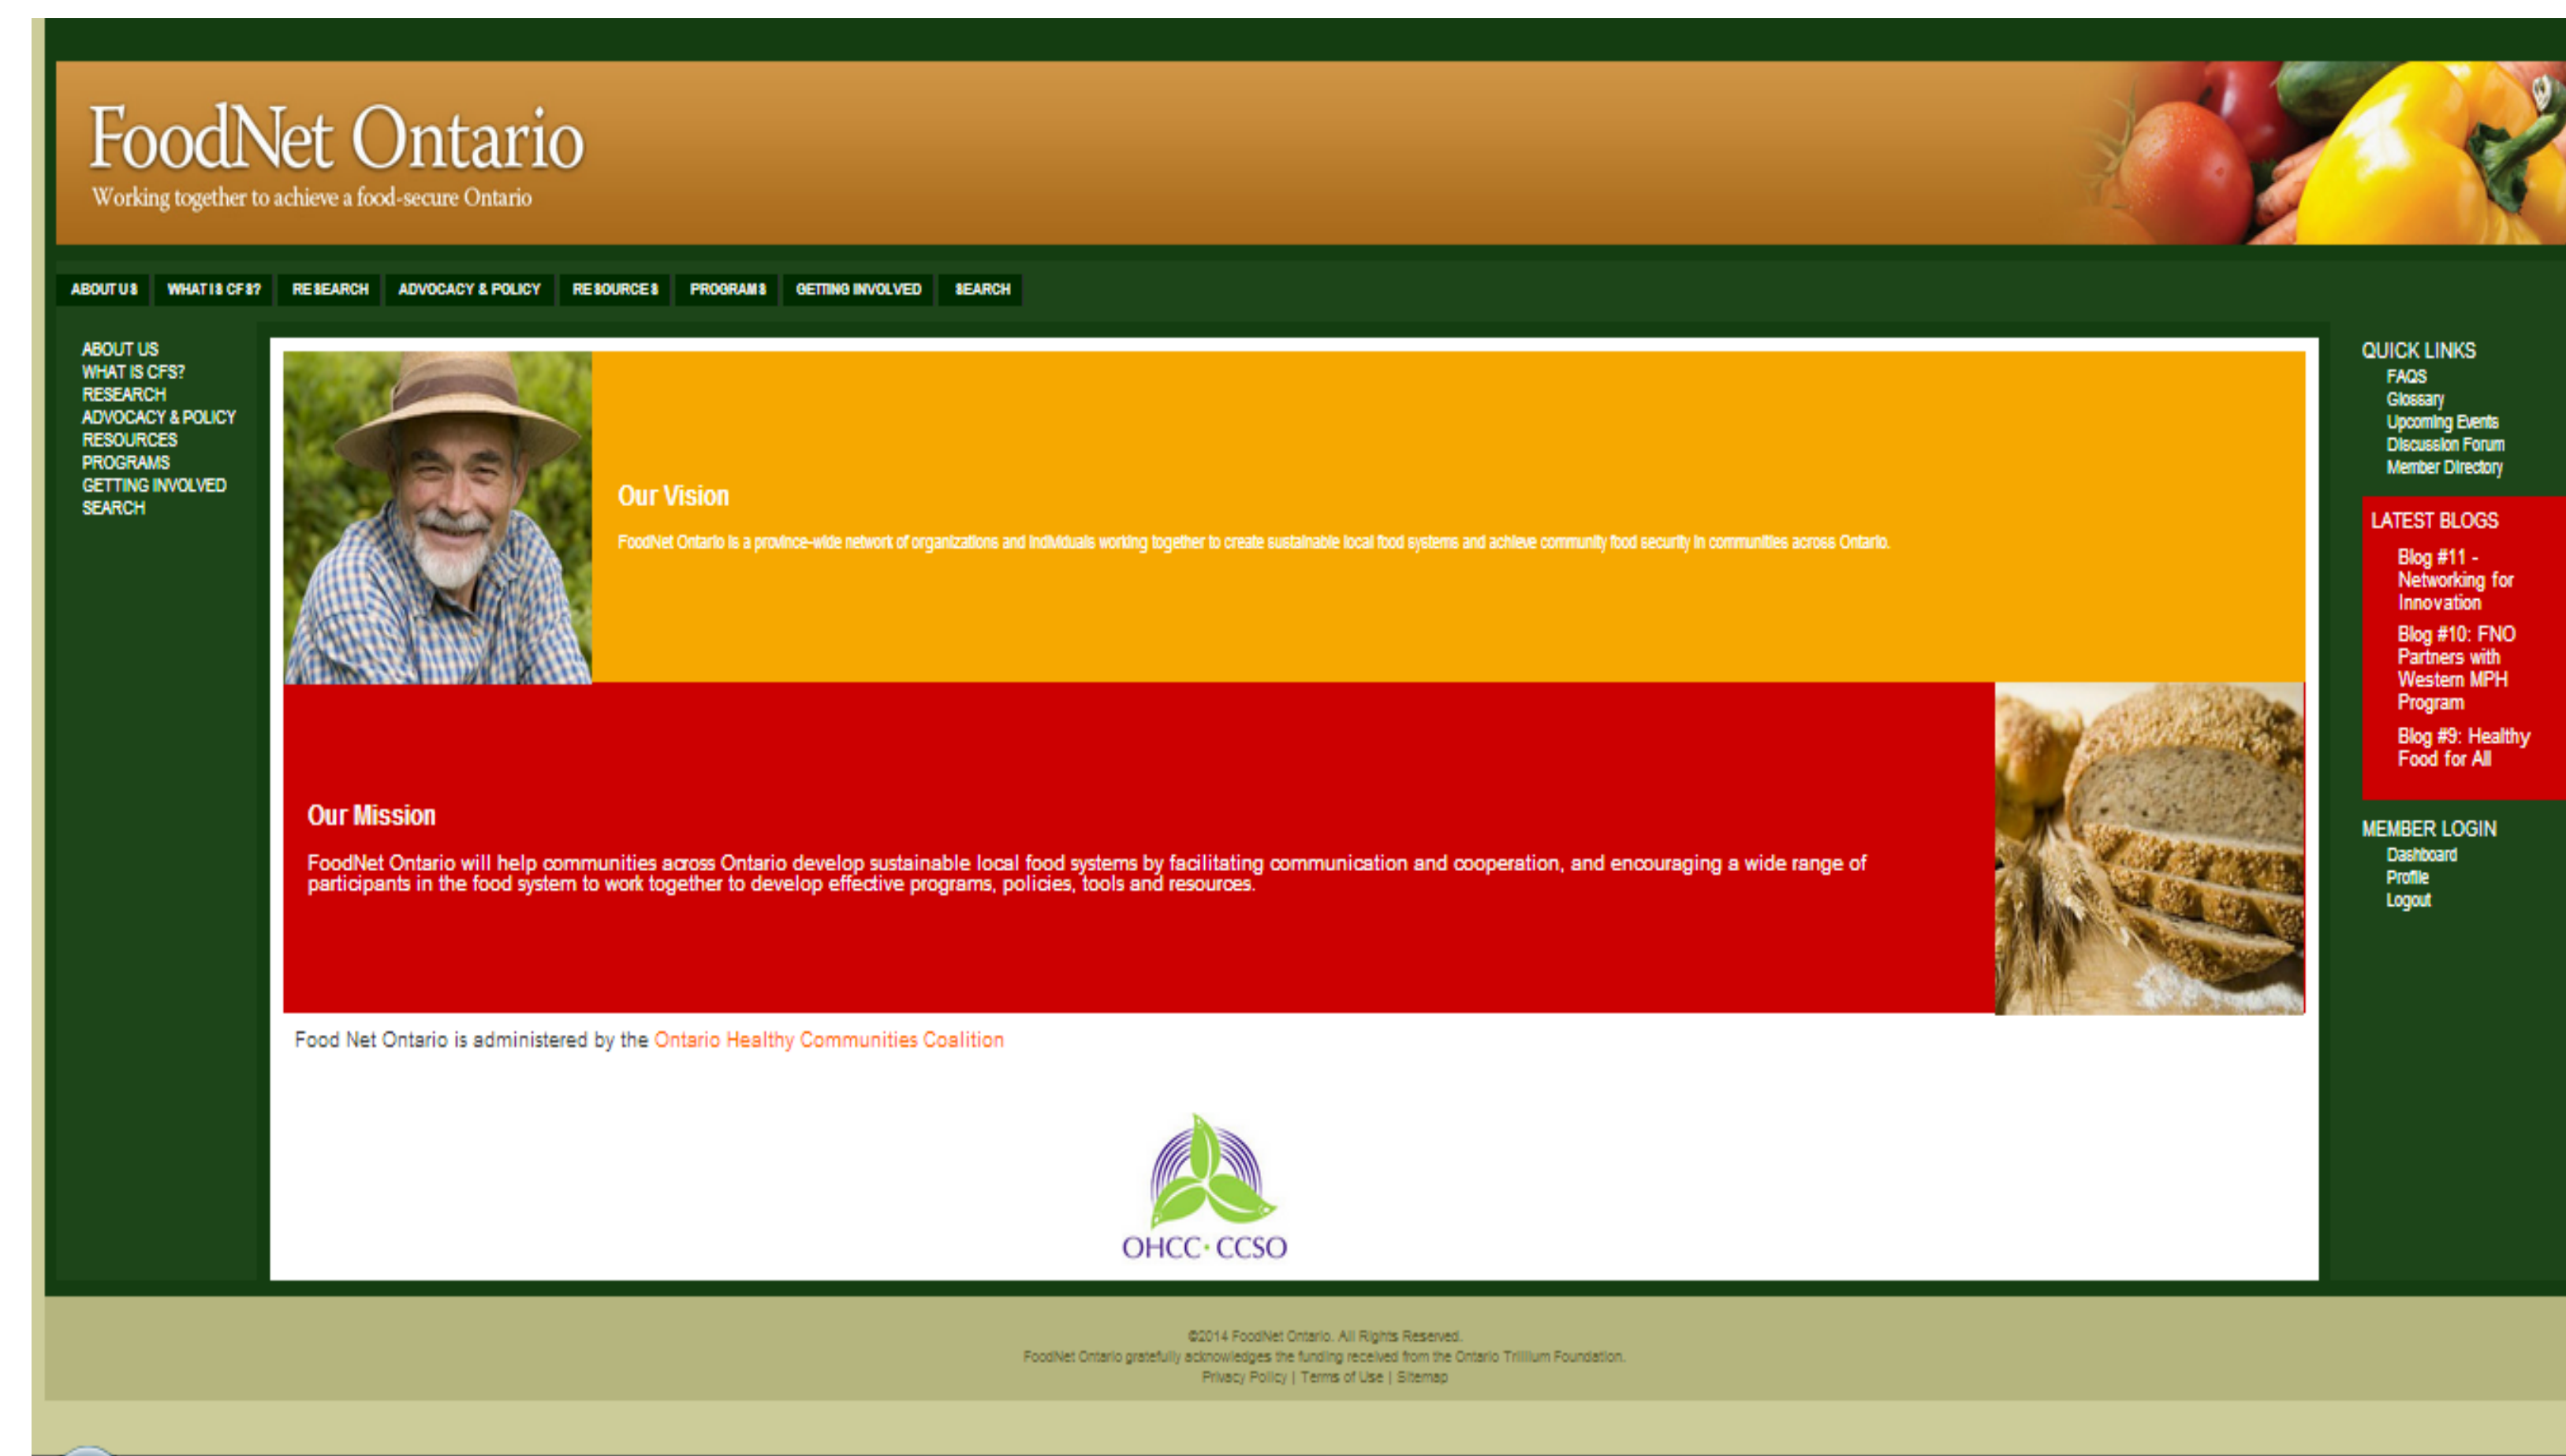 FoodNet Ontario
Working together to achieve a food-secure Ontario
ABOUT US WHAT IS CFS? RESEARCH ADVOCACY & POLICY RESOURCES PROGRAMS GETTING INVOLVED SEARCH
ABOUT US
WHAT IS CFS?
RESEARCH
ADVOCACY & POLICY
RESOURCES
PROGRAMS
GETTING INVOLVED
SEARCH
Our Vision
FoodNet Ontario is a province-wide network of organizations and individuals working together to create sustainable local food systems and achieve community food security in communities across Ontario.
Our Mission
FoodNet Ontario will help communities across Ontario develop sustainable local food systems by facilitating communication and cooperation, and encouraging a wide range of
participants in the food system to work together to develop effective programs, policies, tools and resources.
Food Net Ontario is administered by the Ontario Healthy Communities Coalition
OHCC · CCSO
QUICK LINKS
FAQS
Glossary
Upcoming Events
Discussion Forum
Member Directory
LATEST BLOGS
Blog #11 -
Networking for
Innovation
Blog #10: FNO
Partners with
Western MPH
Program
Blog #9: Healthy
Food for All
MEMBER LOGIN
Dashboard
Profile
Logout
©2014 FoodNet Ontario. All Rights Reserved.
FoodNet Ontario gratefully acknowledges the funding received from the Ontario Trillium Foundation.
Privacy Policy | Terms of Use | Sitemap